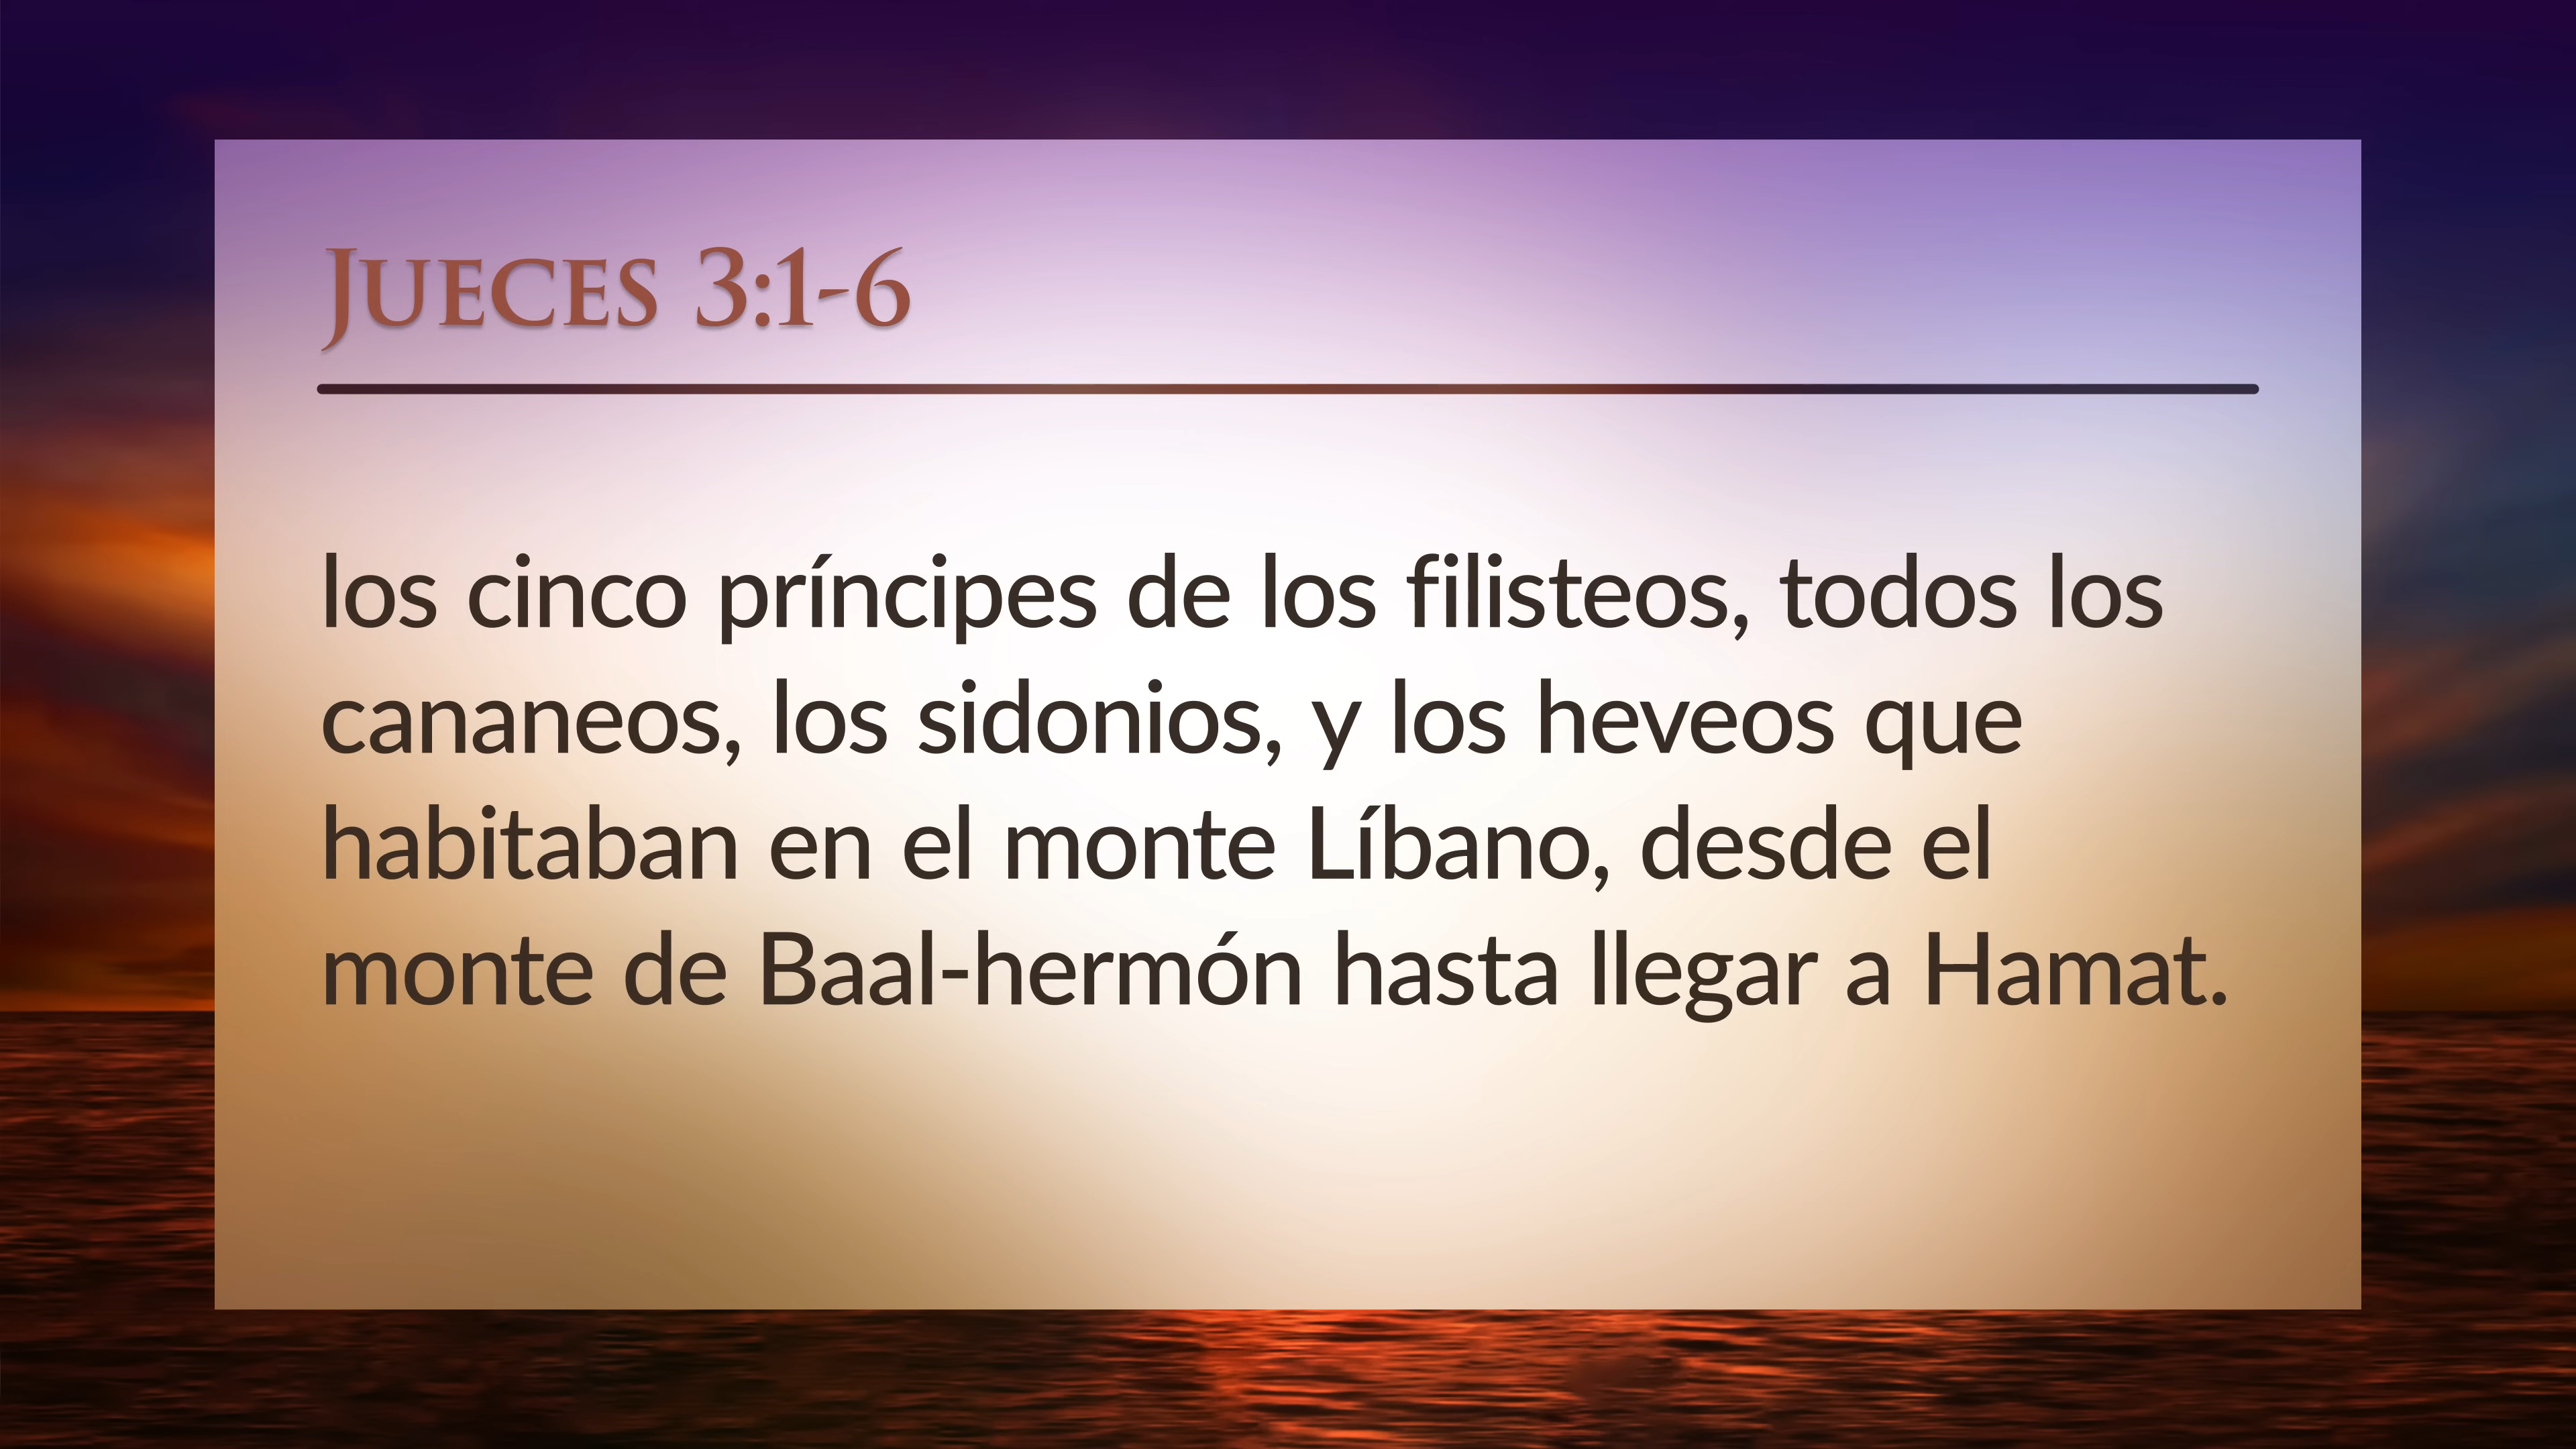 Jueces 3:1-6
los cinco príncipes de los filisteos, todos los
cananeos, los sidonios, y los heveos que
habitaban en el monte Líbano, desde el
monte de Baal-hermón hasta llegar a Hamat.